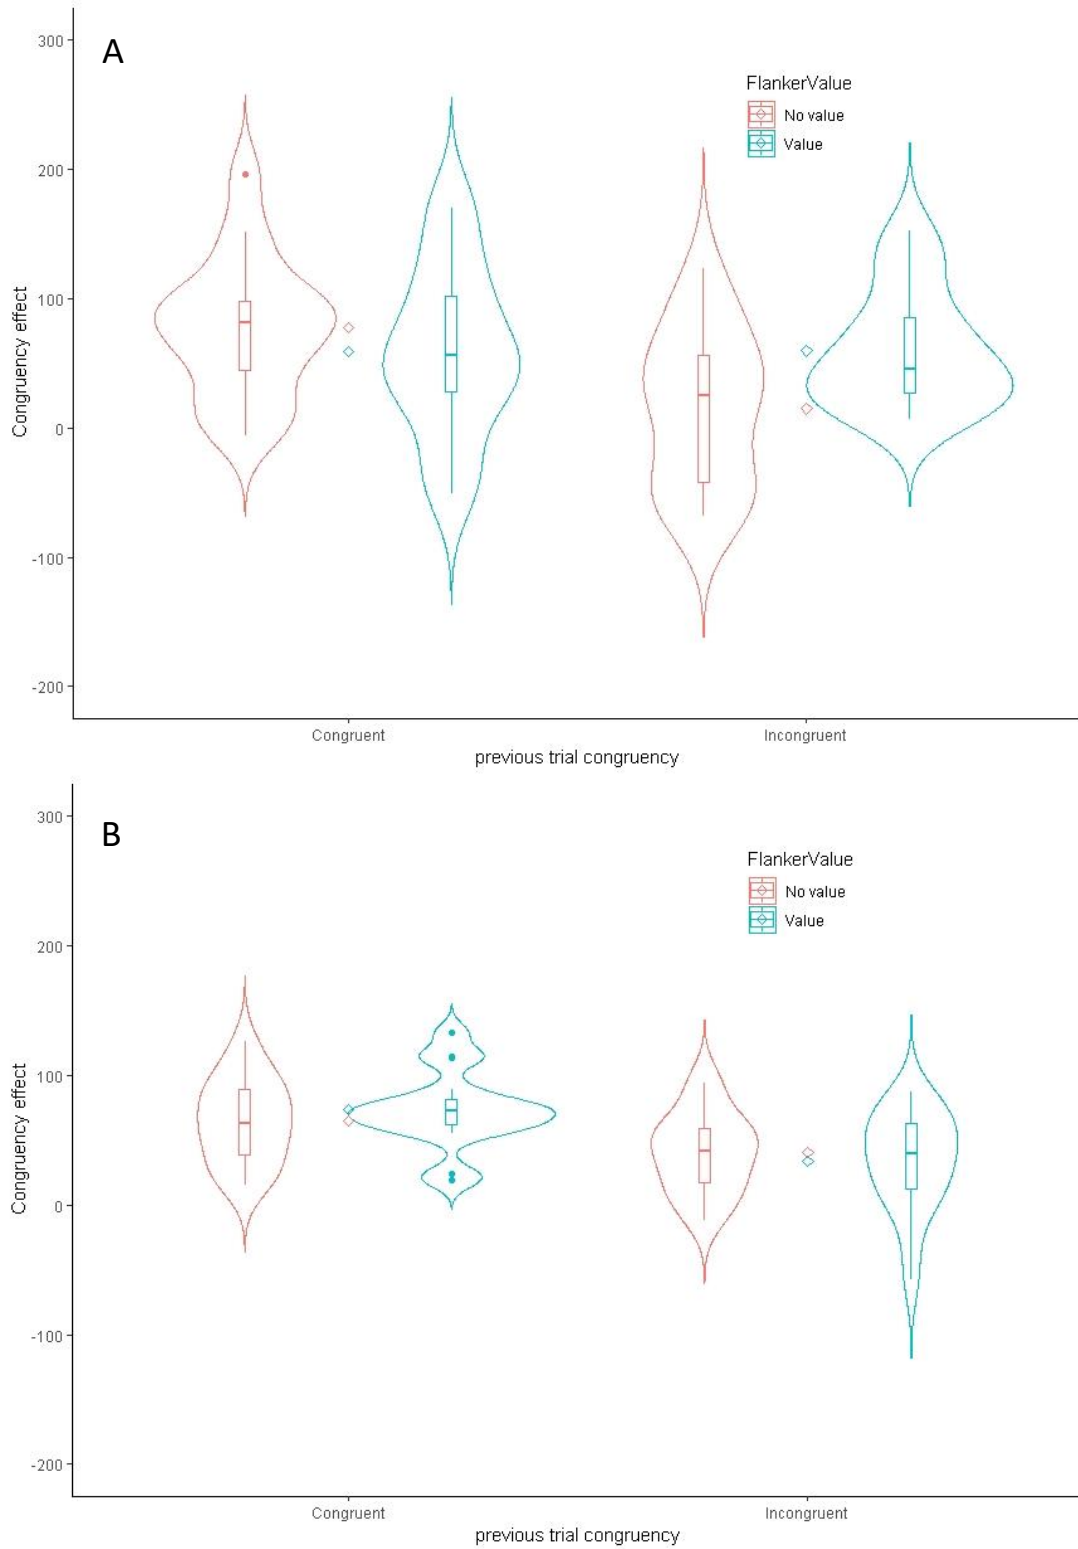 A
300
200
100
0
-100
-200
Congruency effect
FlankerValue
No value
Value
Congruent
Incongruent
previous trial congruency
B
300
200
100
0
-100
-200
Congruency effect
FlankerValue
No value
Value
Congruent
Incongruent
previous trial congruency